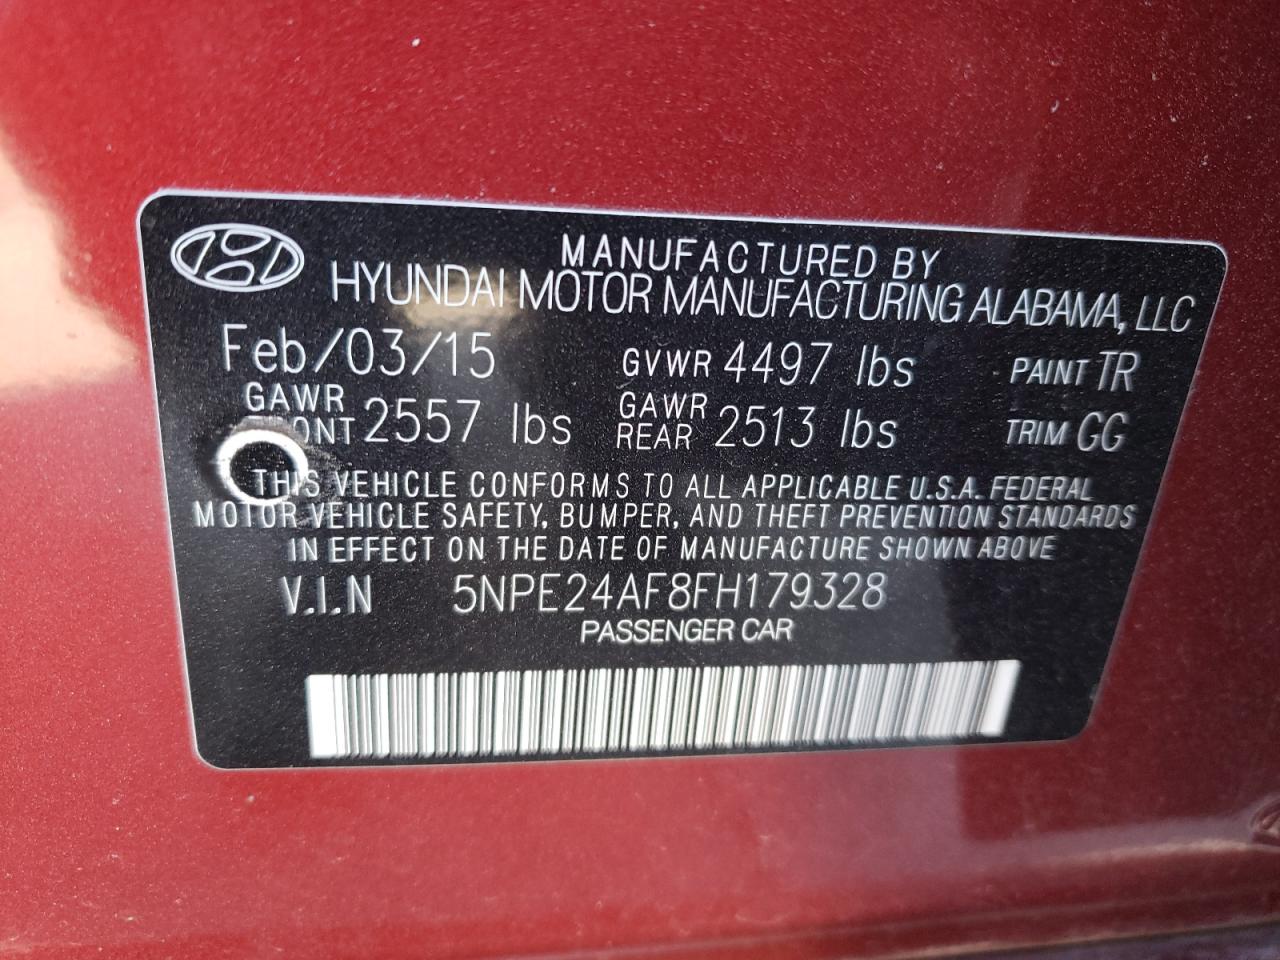 MANUFACTURED BY
HYUNDAI MOTOR MANUFACTURING ALABAMA, LLC
Feb/03/15 GVWR 4497 lbs PAINT TR
GAWR 2557 lbs GAWR REAR 2513 lbs TRIM GG
THIS VEHICLE CONFORMS TO ALL APPLICABLE U.S.A. FEDERAL
MOTOR VEHICLE SAFETY, BUMPER, AND THEFT PREVENTION STANDARDS
IN EFFECT ON THE DATE OF MANUFACTURE SHOWN ABOVE
V.I.N 5NPE24AF8FH179328
PASSENGER CAR